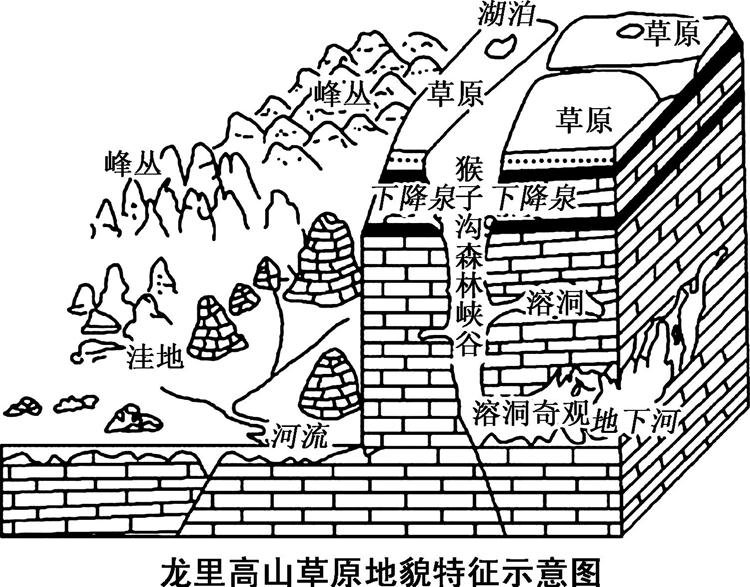 湖泊
草原
峰丛
草原
草原
峰丛
下降泉
猴子沟森林峡谷
下降泉
溶洞
洼地
溶洞奇观
地下河
河流
龙里高山草原地貌特征示意图